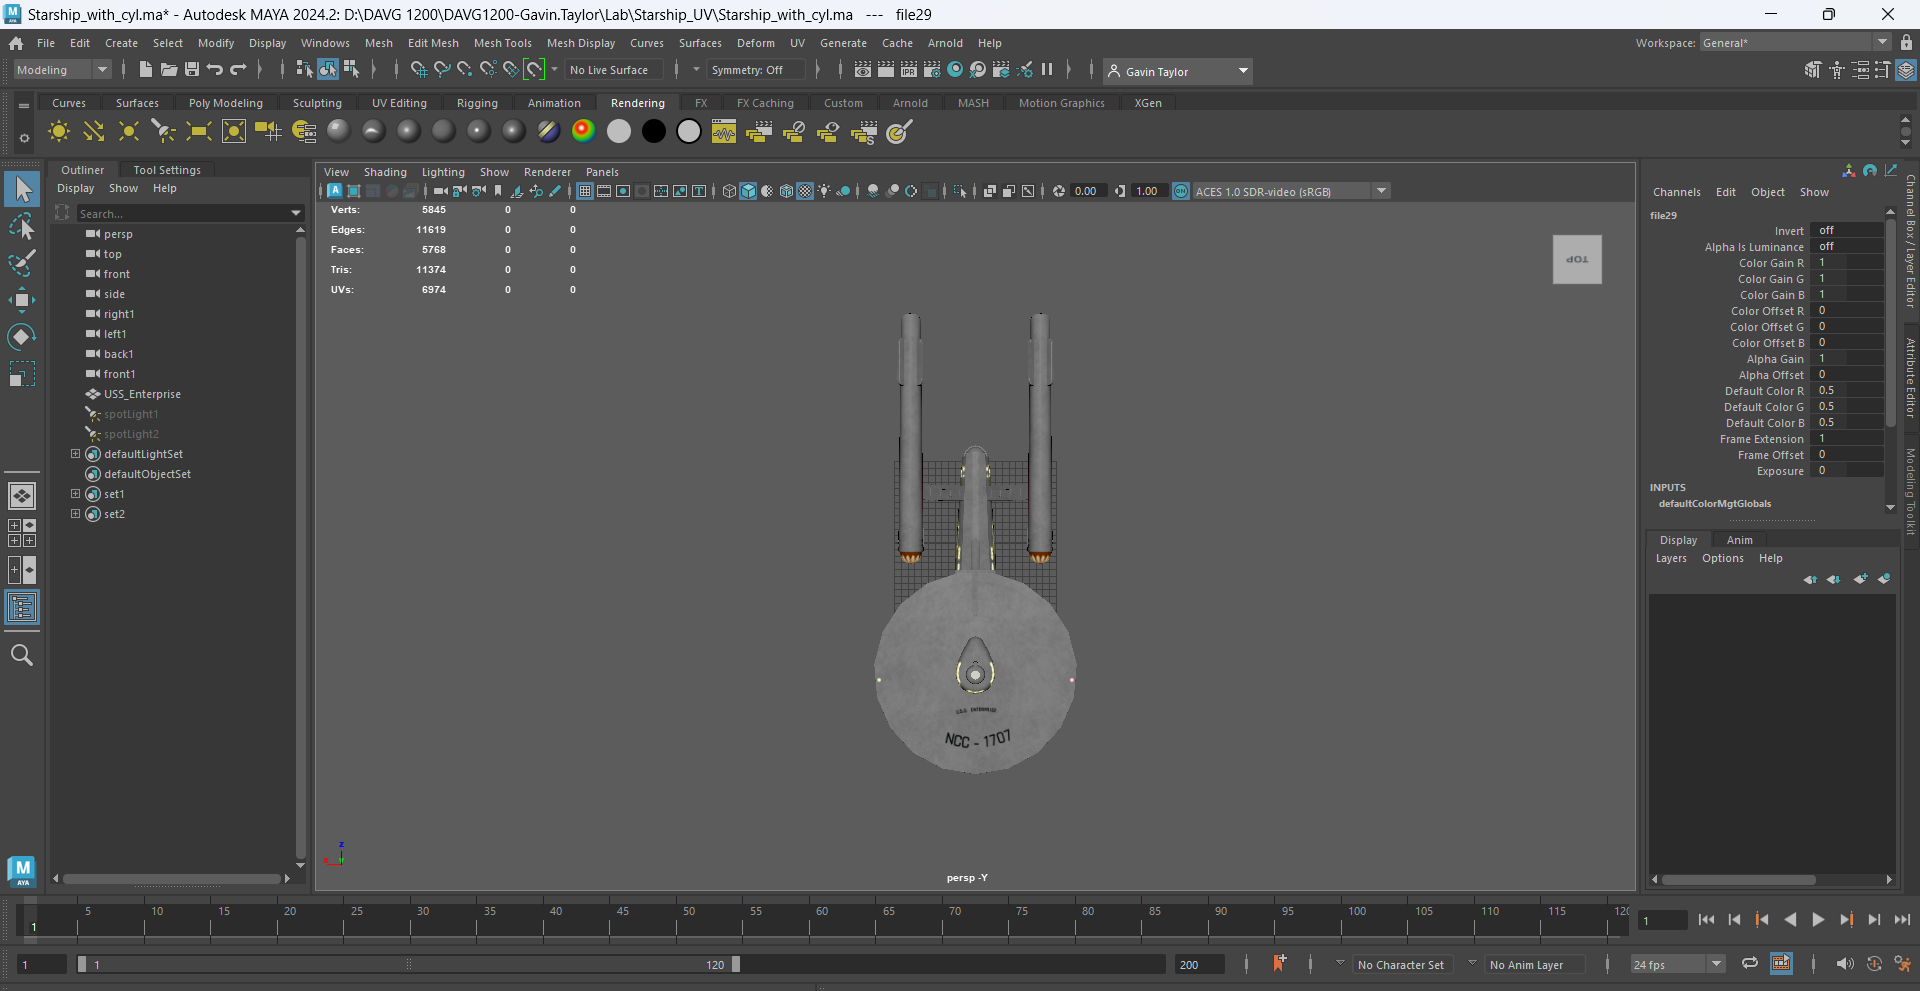 Starship_with_cyl.ma* - Autodesk MAYA 2024.2: D:\DAVG 1200\DAVG1200-Gavin.Taylor\Lab\Starship_UV\Starship_with_cyl.ma --- file29
File Edit Create Select Modify Display Windows Mesh Edit Mesh Mesh Tools Mesh Display Curves Surfaces Deform UV Generate Cache Arnold Help
Workspace: General*
Modeling
No Live Surface
Symmetry: Off
IPR
Gavin Taylor
Curves Surfaces Poly Modeling Sculpting UV Editing Rigging Animation Rendering FX FX Caching Custom Arnold MASH Motion Graphics XGen
Outliner Tool Settings
Display Show Help
Search...
persp
top
front
side
right1
left1
back1
front1
USS_Enterprise
spotLight1
spotLight2
defaultLightSet
defaultObjectSet
set1
set2
View Shading Lighting Show Renderer Panels
0.00
1.00
ON
ACES 1.0 SDR-video (sRGB)
Verts: 5845 0 0
Edges: 11619 0 0
Faces: 5768 0 0
Tris: 11374 0 0
UVs: 6974 0 0
TOP
U.S.S. ENTERPRISE
NCC - 1707
z
x
persp -Y
Channels Edit Object Show
file29
Invert off
Alpha Is Luminance off
Color Gain R 1
Color Gain G 1
Color Gain B 1
Color Offset R 0
Color Offset G 0
Color Offset B 0
Alpha Gain 1
Alpha Offset 0
Default Color R 0.5
Default Color G 0.5
Default Color B 0.5
Frame Extension 1
Frame Offset 0
Exposure 0
INPUTS
defaultColorMgtGlobals
Display Anim
Layers Options Help
Channel Box / Layer Editor
Attribute Editor
Modeling Toolkit
M
AYA
1 5 10 15 20 25 30 35 40 45 50 55 60 65 70 75 80 85 90 95 100 105 110 115 120
1
1
1
120
200
No Character Set
No Anim Layer
24 fps